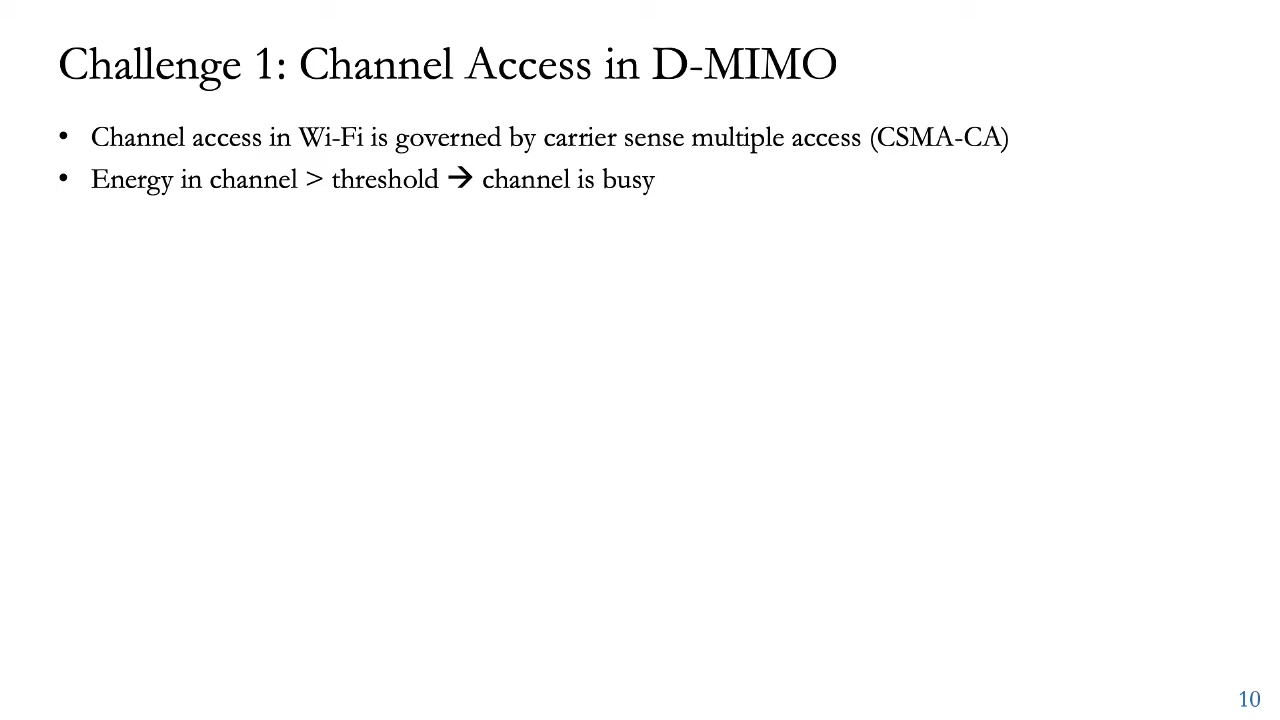 Challenge 1: Channel Access in D-MIMO
• Channel access in Wi-Fi is governed by carrier sense multiple access (CSMA-CA)
• Energy in channel > threshold → channel is busy
10